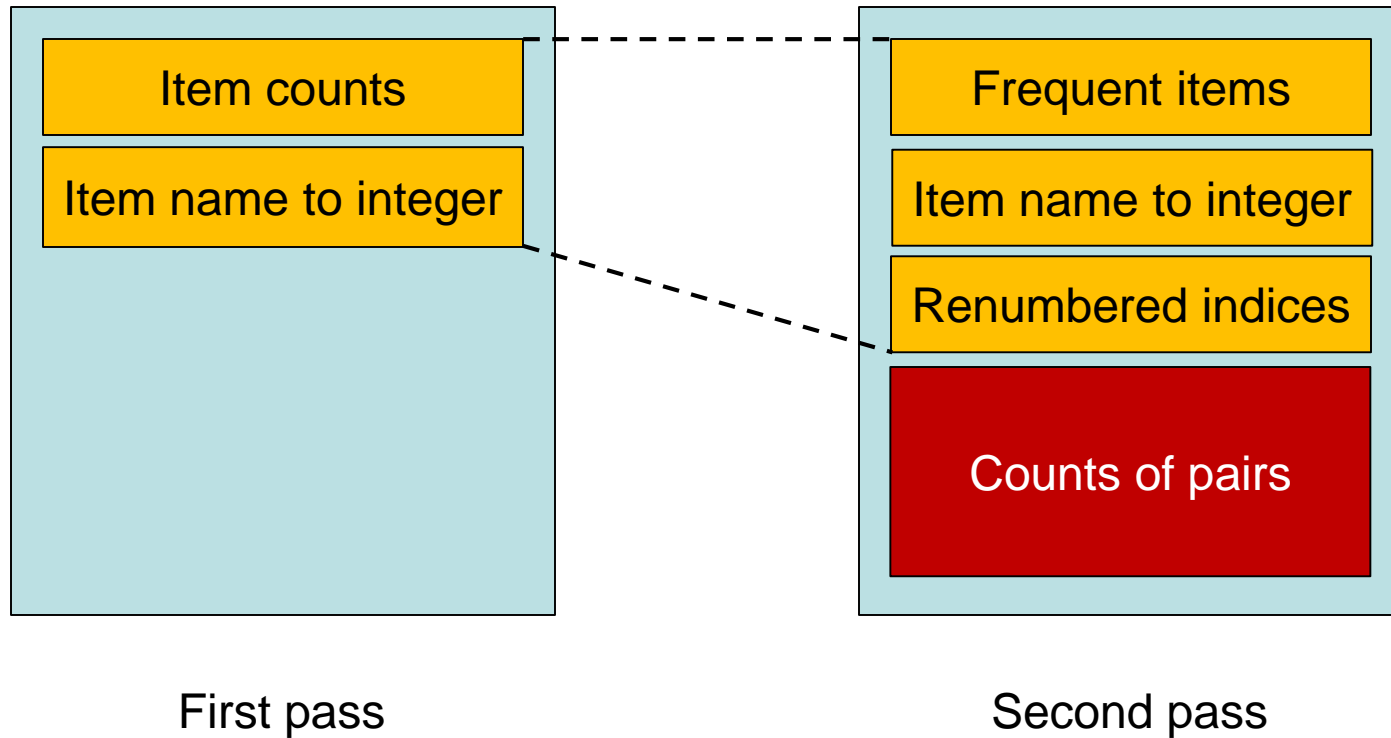 Item counts
Item name to integer
First pass
Frequent items
Item name to integer
Renumbered indices
Counts of pairs
Second pass